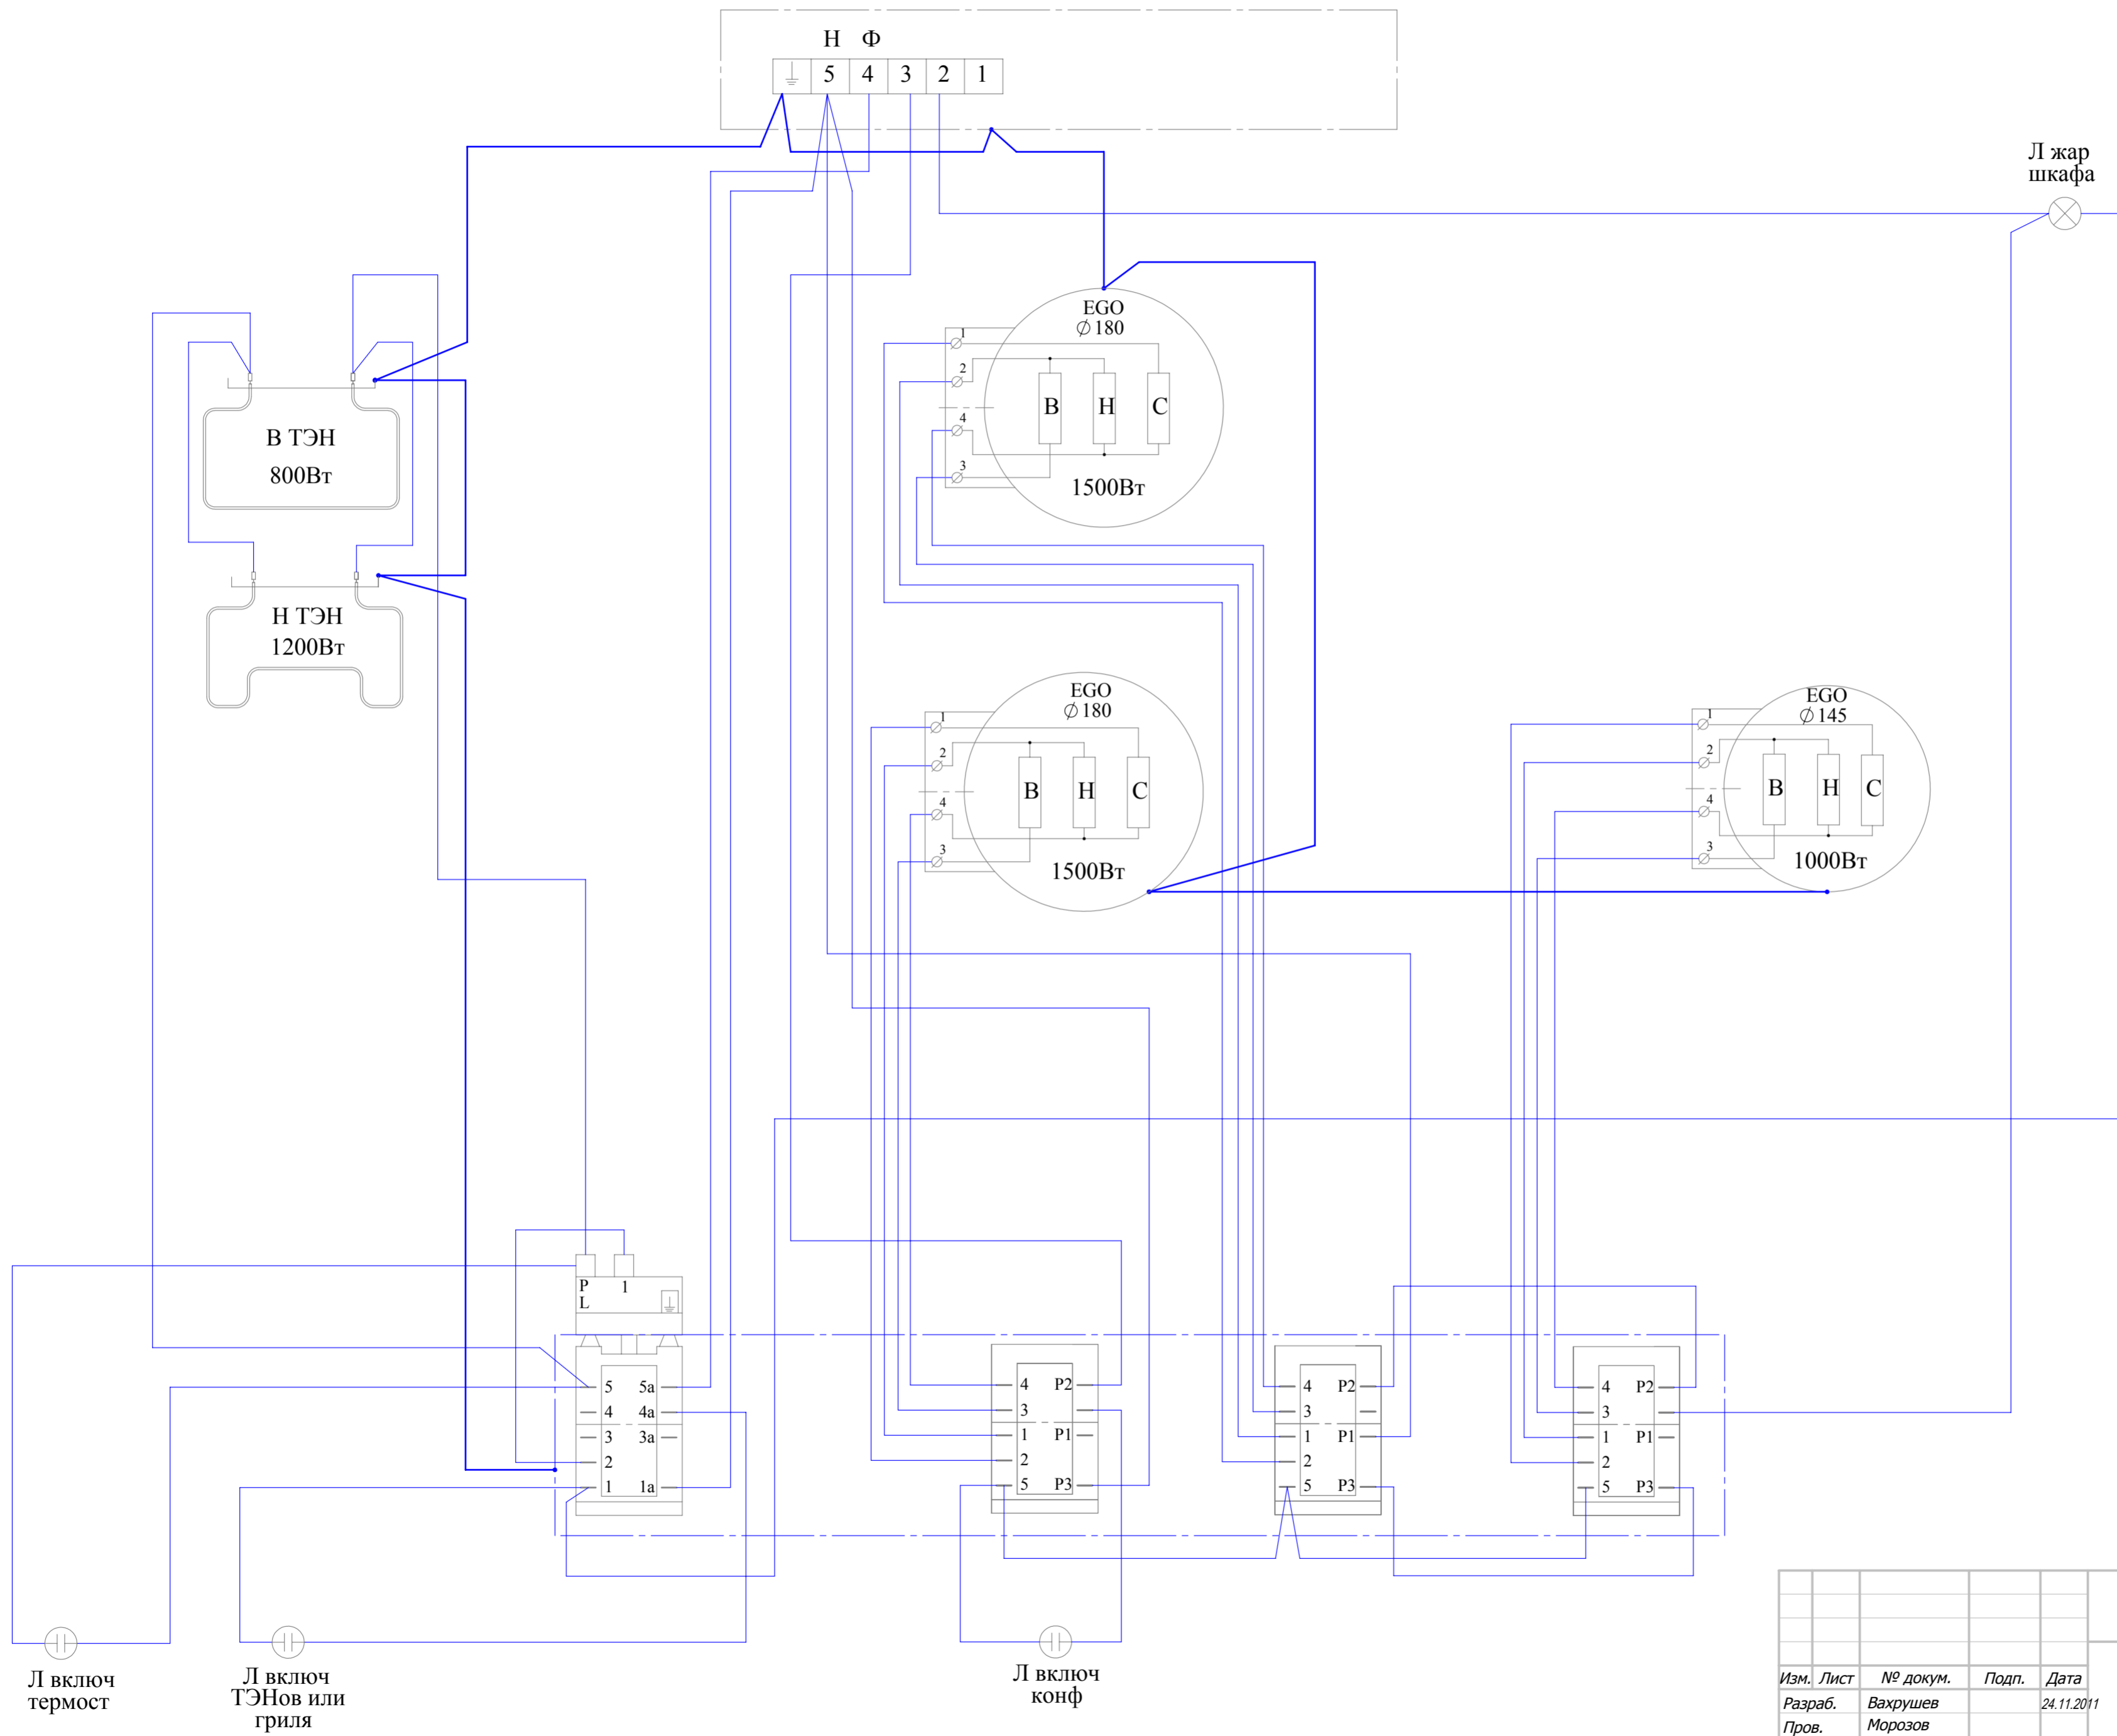 Н Ф
5 4 3 2 1
Л жар
шкафа
EGO
∅ 180
1
2
4
3
В Н С
1500Вт
В ТЭН
800Вт
Н ТЭН
1200Вт
EGO
∅ 180
1
2
4
3
В Н С
1500Вт
EGO
∅ 145
1
2
4
3
В Н С
1000Вт
P 1
L
5 5а
4 4а
3 3а
2
1 1а
4 P2
3
1 P1
2
5 P3
4 P2
3
1 P1
2
5 P3
4 P2
3
1 P1
2
5 P3
Л включ
термост
Л включ
ТЭНов или
гриля
Л включ
конф
Изм. Лист № докум. Подп. Дата
Разраб. Вахрушев 24.11.2011
Пров. Морозов